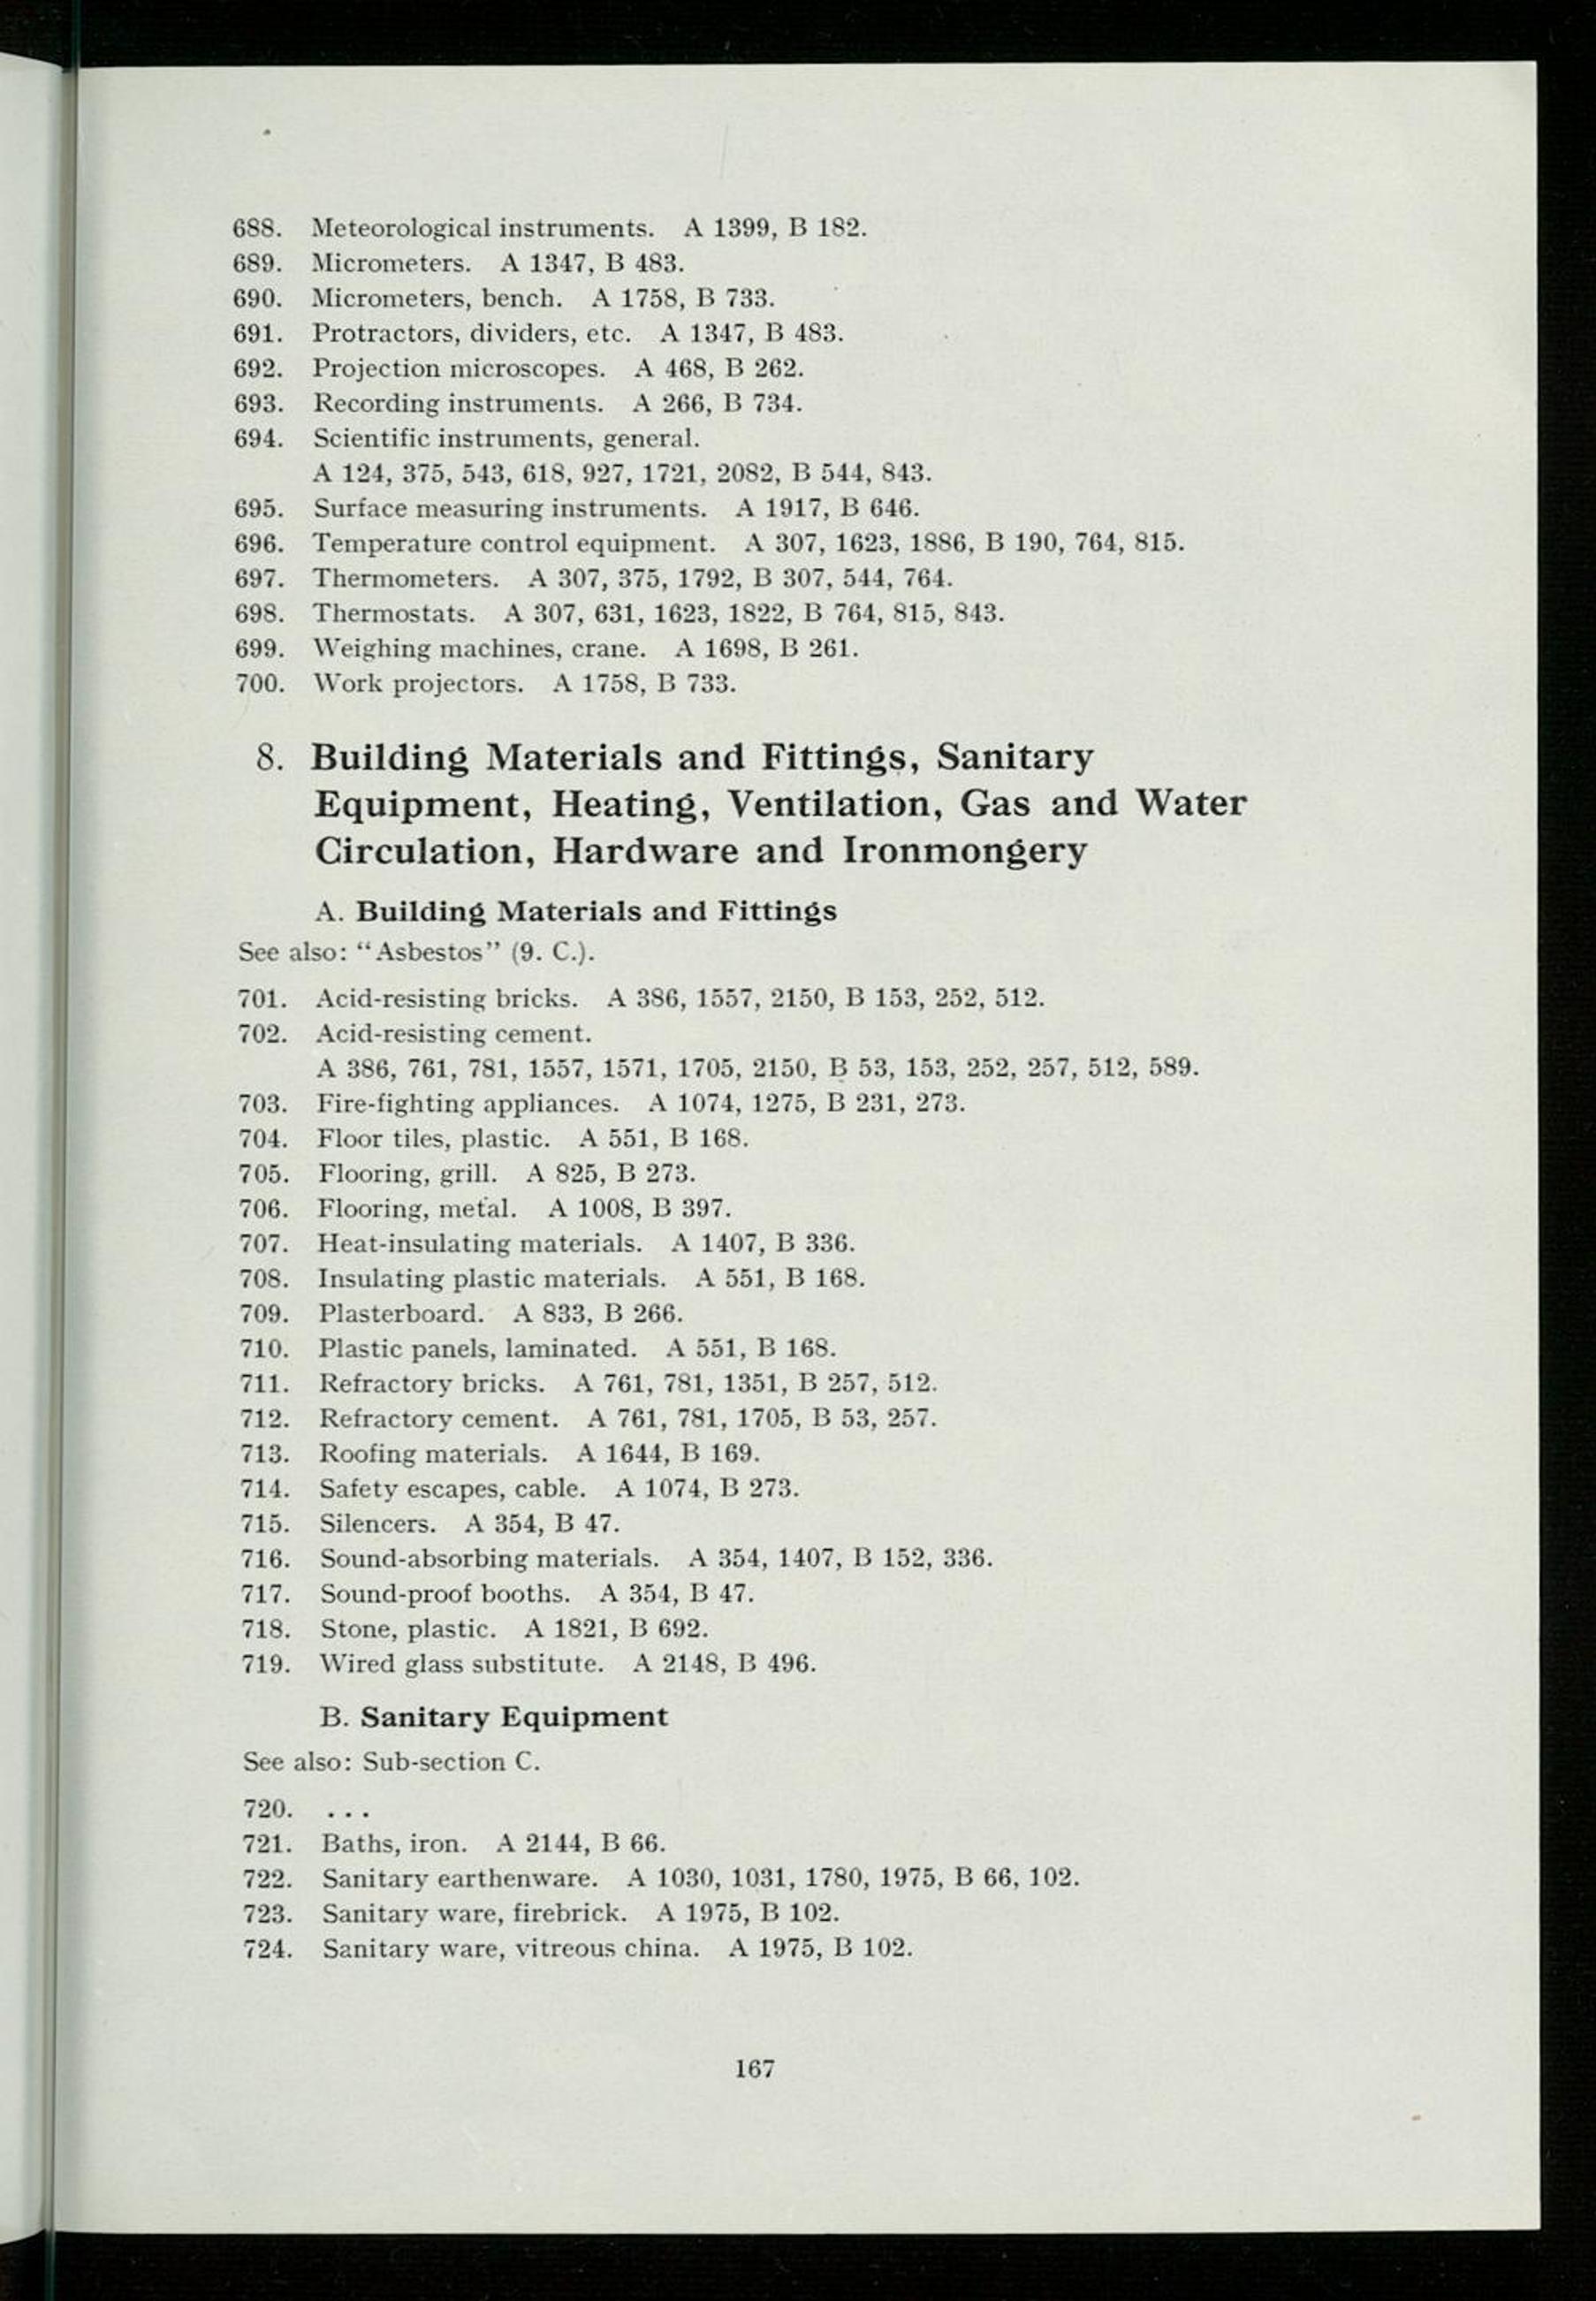 688. Meteorological instruments. A 1399, B 182.
689. Micrometers. A 1347, B 483.
690. Micrometers, bench. A 1758, B 733.
691. Protractors, dividers, etc. A 1347, B 483.
692. Projection microscopes. A 468, B 262.
693. Recording instruments. A 266, B 734.
694. Scientific instruments, general.
A 124, 375, 543, 618, 927, 1721, 2082, B 544, 843.
695. Surface measuring instruments. A 1917, B 646.
696. Temperature control equipment. A 307, 1623, 1886, B 190, 764, 815.
697. Thermometers. A 307, 375, 1792, B 307, 544, 764.
698. Thermostats. A 307, 631, 1623, 1822, B 764, 815, 843.
699. Weighing machines, crane. A 1698, B 261.
700. Work projectors. A 1758, B 733.
8. Building Materials and Fittings, Sanitary
Equipment, Heating, Ventilation, Gas and Water
Circulation, Hardware and Ironmongery
A. Building Materials and Fittings
See also: “Asbestos” (9. C.).
701. Acid-resisting bricks. A 386, 1557, 2150, B 153, 252, 512.
702. Acid-resisting cement.
A 386, 761, 781, 1557, 1571, 1705, 2150, B 53, 153, 252, 257, 512, 589.
703. Fire-fighting appliances. A 1074, 1275, B 231, 273.
704. Floor tiles, plastic. A 551, B 168.
705. Flooring, grill. A 825, B 273.
706. Flooring, metal. A 1008, B 397.
707. Heat-insulating materials. A 1407, B 336.
708. Insulating plastic materials. A 551, B 168.
709. Plasterboard. A 833, B 266.
710. Plastic panels, laminated. A 551, B 168.
711. Refractory bricks. A 761, 781, 1351, B 257, 512.
712. Refractory cement. A 761, 781, 1705, B 53, 257.
713. Roofing materials. A 1644, B 169.
714. Safety escapes, cable. A 1074, B 273.
715. Silencers. A 354, B 47.
716. Sound-absorbing materials. A 354, 1407, B 152, 336.
717. Sound-proof booths. A 354, B 47.
718. Stone, plastic. A 1821, B 692.
719. Wired glass substitute. A 2148, B 496.
B. Sanitary Equipment
See also: Sub-section C.
720. ...
721. Baths, iron. A 2144, B 66.
722. Sanitary earthenware. A 1030, 1031, 1780, 1975, B 66, 102.
723. Sanitary ware, firebrick. A 1975, B 102.
724. Sanitary ware, vitreous china. A 1975, B 102.
167